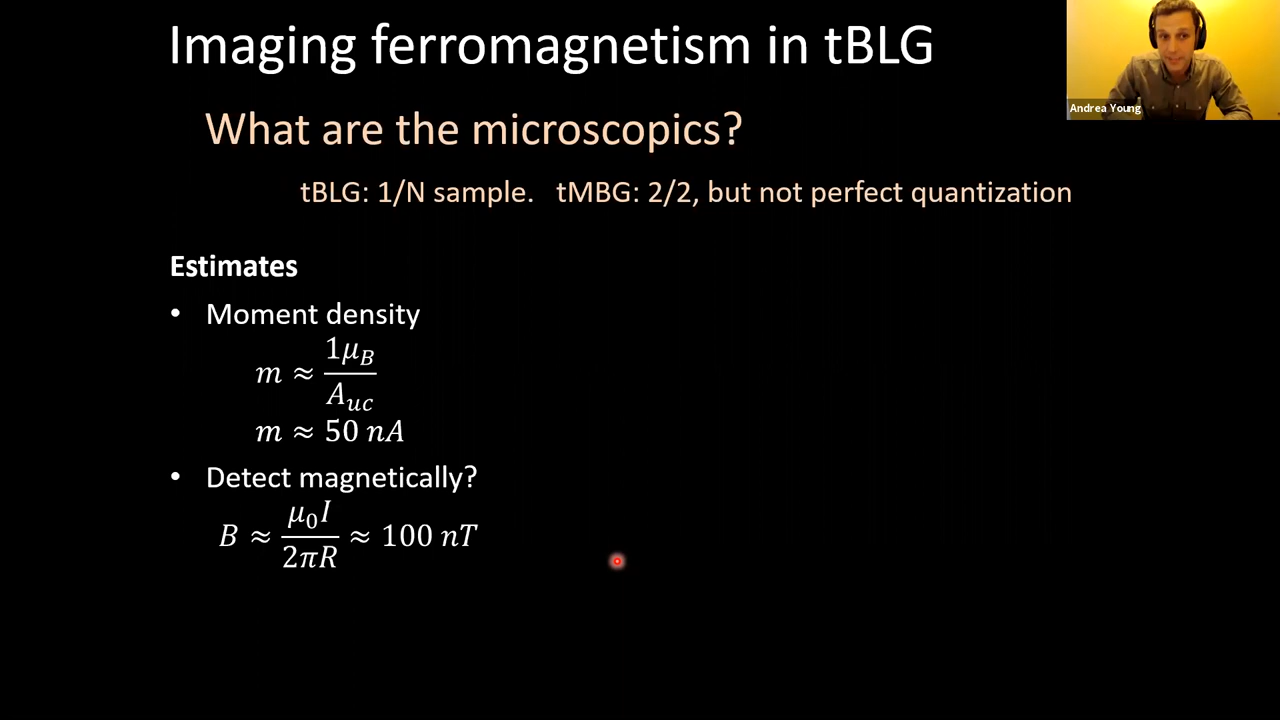 Imaging ferromagnetism in tBLG
Andrea Young
What are the microscopics?
tBLG: 1/N sample. tMBG: 2/2, but not perfect quantization
Estimates
• Moment density
m ≈ 1μ_B / A_uc
m ≈ 50 nA
• Detect magnetically?
B ≈ μ₀I / 2πR ≈ 100 nT